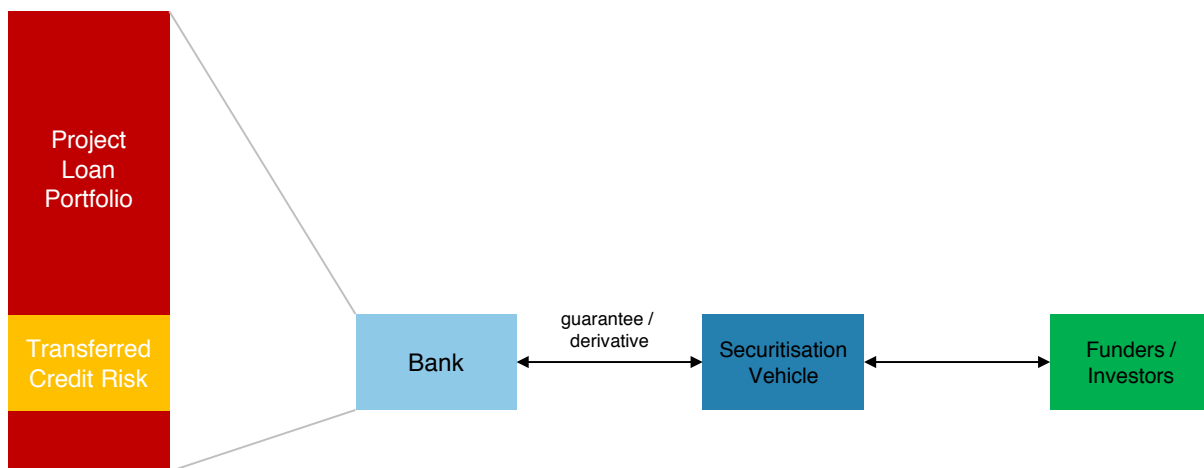 Project
Loan
Portfolio
Transferred
Credit Risk
Bank
guarantee /
derivative
Securitisation
Vehicle
Funders /
Investors